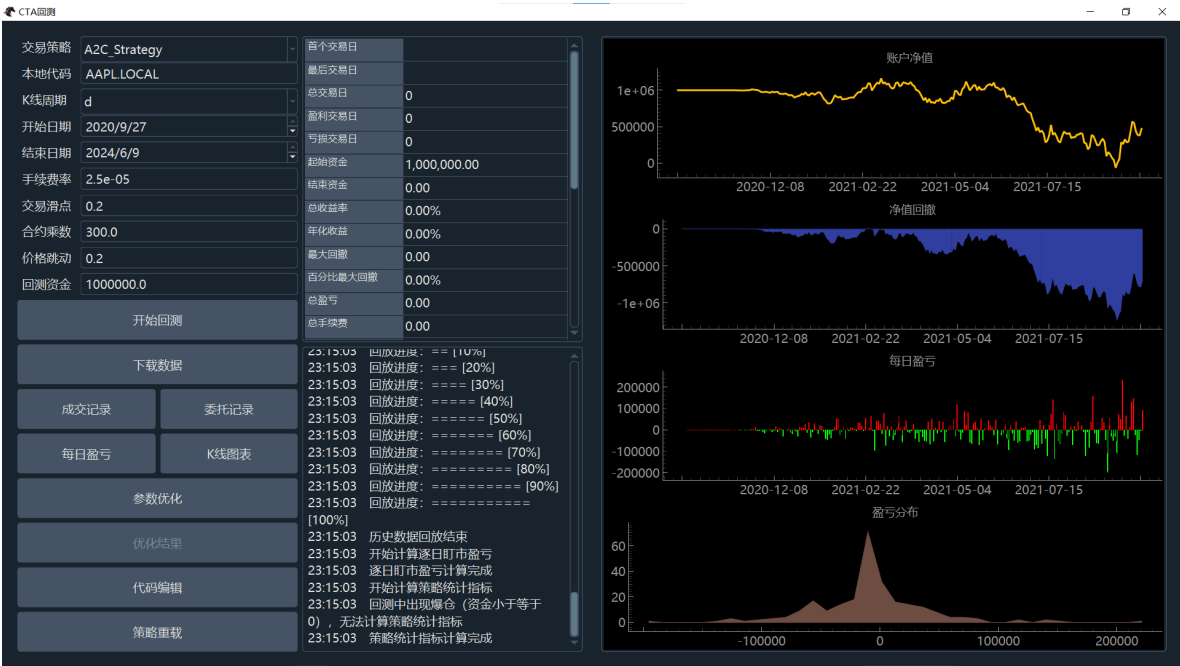 CTA回测
交易策略 A2C_Strategy
本地代码 AAPL.LOCAL
K线周期 d
开始日期 2020/9/27
结束日期 2024/6/9
手续费率 2.5e-05
交易滑点 0.2
合约乘数 300.0
价格跳动 0.2
回测资金 1000000.0
开始回测
下载数据
成交记录 委托记录
每日盈亏 K线图表
参数优化
优化结果
代码编辑
策略重载
首个交易日
最后交易日
总交易日 0
盈利交易日 0
亏损交易日 0
起始资金 1,000,000.00
结束资金 0.00
总收益率 0.00%
年化收益 0.00%
最大回撤 0.00
百分比最大回撤 0.00%
总盈亏 0.00
总手续费 0.00
23:15:03 回放进度：== [10%]
23:15:03 回放进度：=== [20%]
23:15:03 回放进度：==== [30%]
23:15:03 回放进度：===== [40%]
23:15:03 回放进度：====== [50%]
23:15:03 回放进度：======= [60%]
23:15:03 回放进度：======== [70%]
23:15:03 回放进度：========= [80%]
23:15:03 回放进度：========== [90%]
23:15:03 回放进度：===========
[100%]
23:15:03 历史数据回放结束
23:15:03 开始计算逐日盯市盈亏
23:15:03 逐日盯市盈亏计算完成
23:15:03 开始计算策略统计指标
23:15:03 回测中出现爆仓（资金小于等于
0），无法计算策略统计指标
23:15:03 策略统计指标计算完成
账户净值
1e+06
500000
0
2020-12-08 2021-02-22 2021-05-04 2021-07-15
净值回撤
0
-500000
-1e+06
2020-12-08 2021-02-22 2021-05-04 2021-07-15
每日盈亏
200000
100000
0
-100000
-200000
2020-12-08 2021-02-22 2021-05-04 2021-07-15
盈亏分布
60
40
20
0
-100000 0 100000 200000